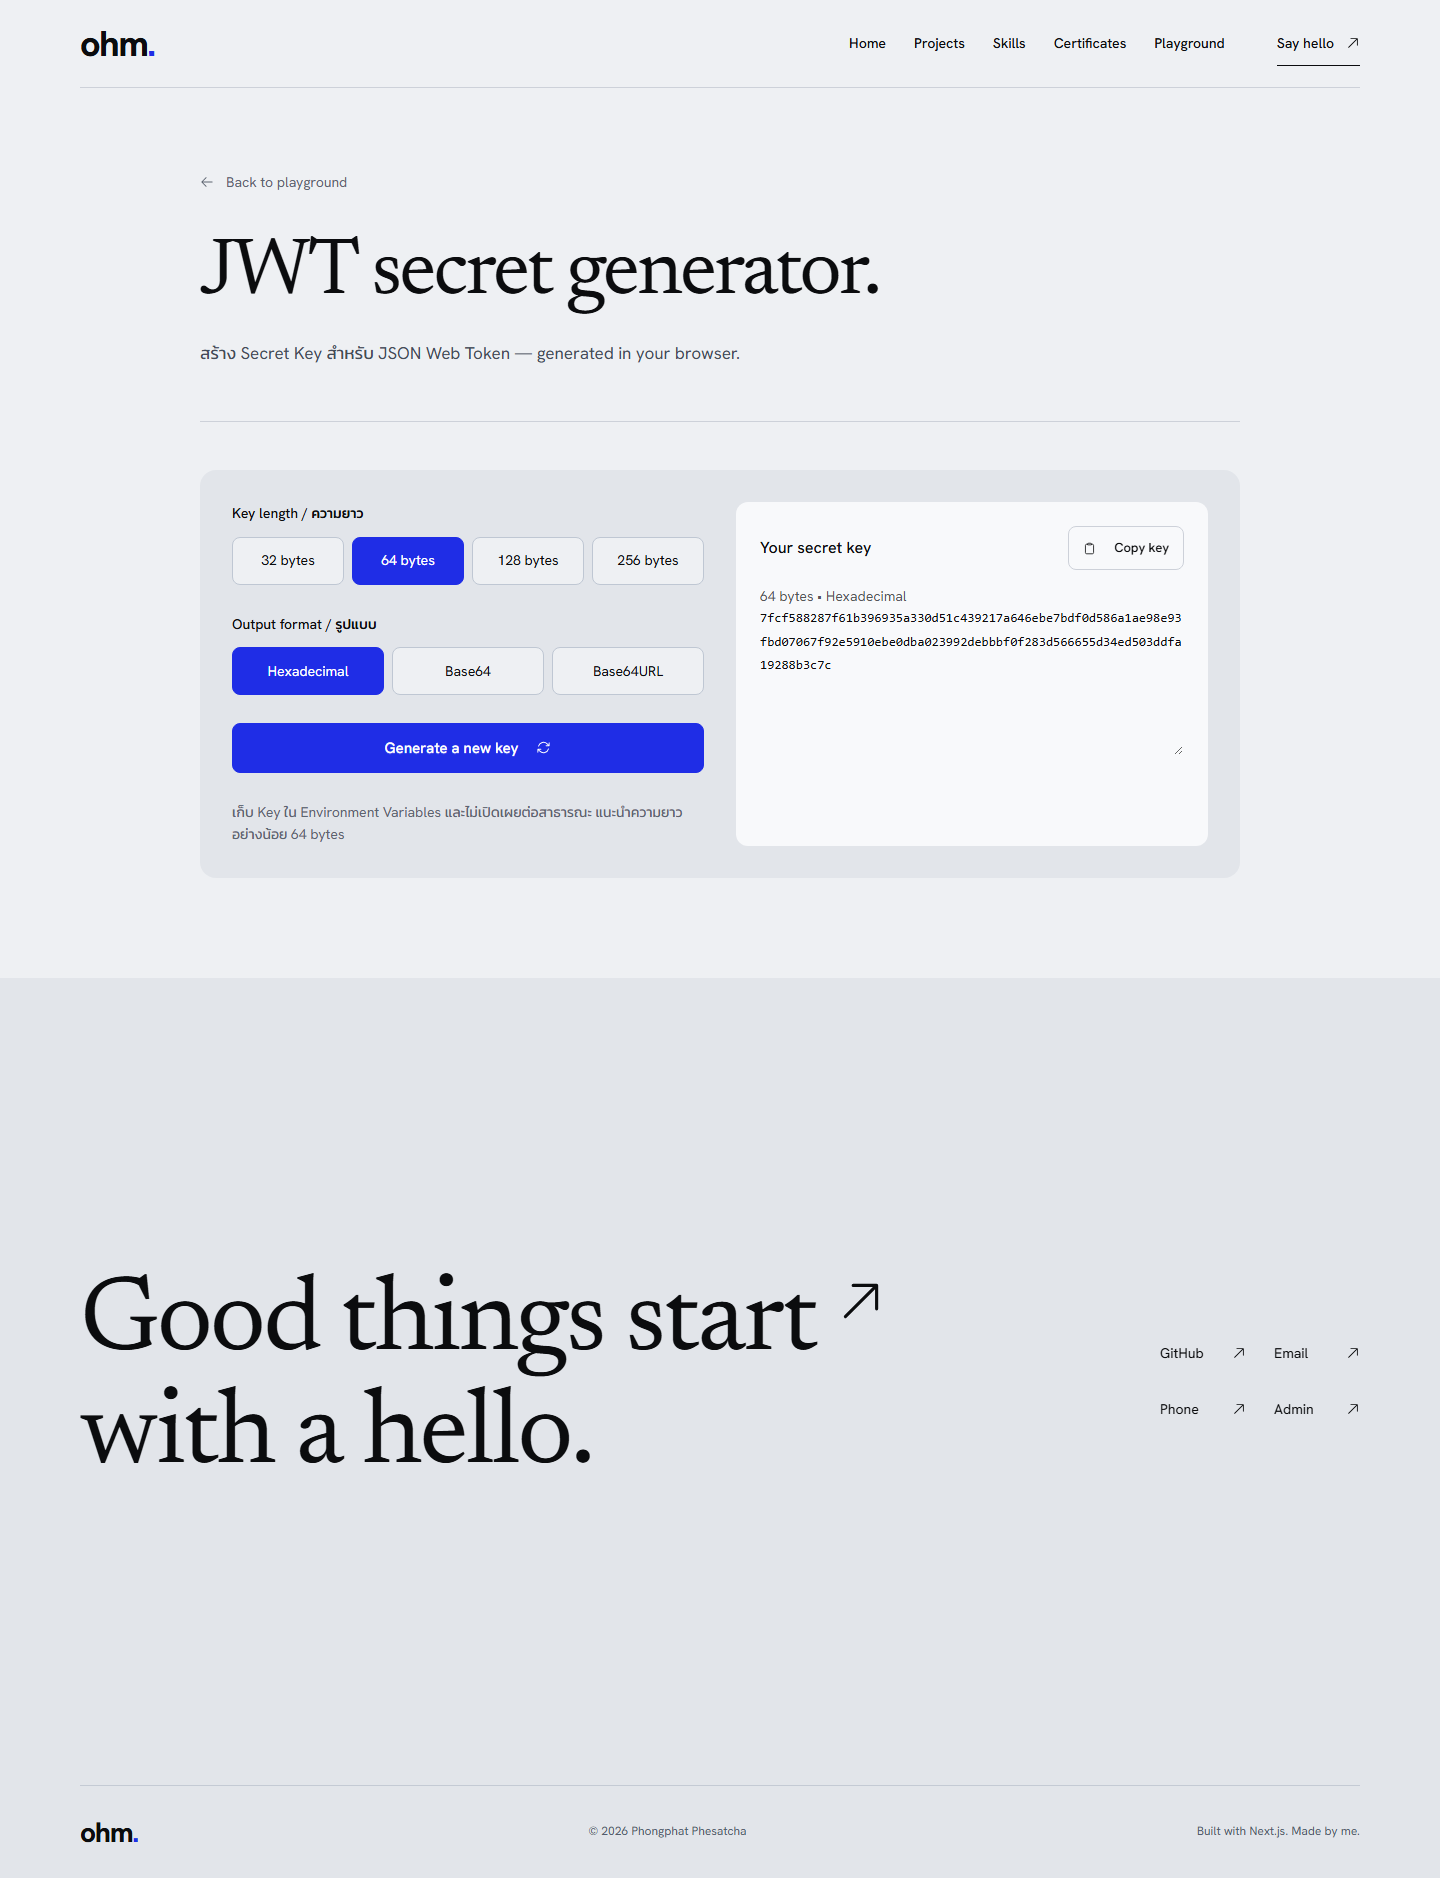 ohm.
Home Projects Skills Certificates Playground Say hello
Back to playground
JWT secret generator.
สร้าง Secret Key สำหรับ JSON Web Token — generated in your browser.
Key length / ความยาว
32 bytes 64 bytes 128 bytes 256 bytes
Output format / รูปแบบ
Hexadecimal Base64 Base64URL
Generate a new key
เก็บ Key ใน Environment Variables และไม่เปิดเผยต่อสาธารณะ แนะนำความยาว
อย่างน้อย 64 bytes
Your secret key
Copy key
64 bytes • Hexadecimal
7fcf588287f61b396935a330d51c439217a646ebe7bdf0d586a1ae98e93
fbd07067f92e5910ebe0dba023992debbbf0f283d566655d34ed503ddfa
19288b3c7c
Good things start
with a hello.
GitHub Email
Phone Admin
ohm.
© 2026 Phongphat Phesatcha
Built with Next.js. Made by me.